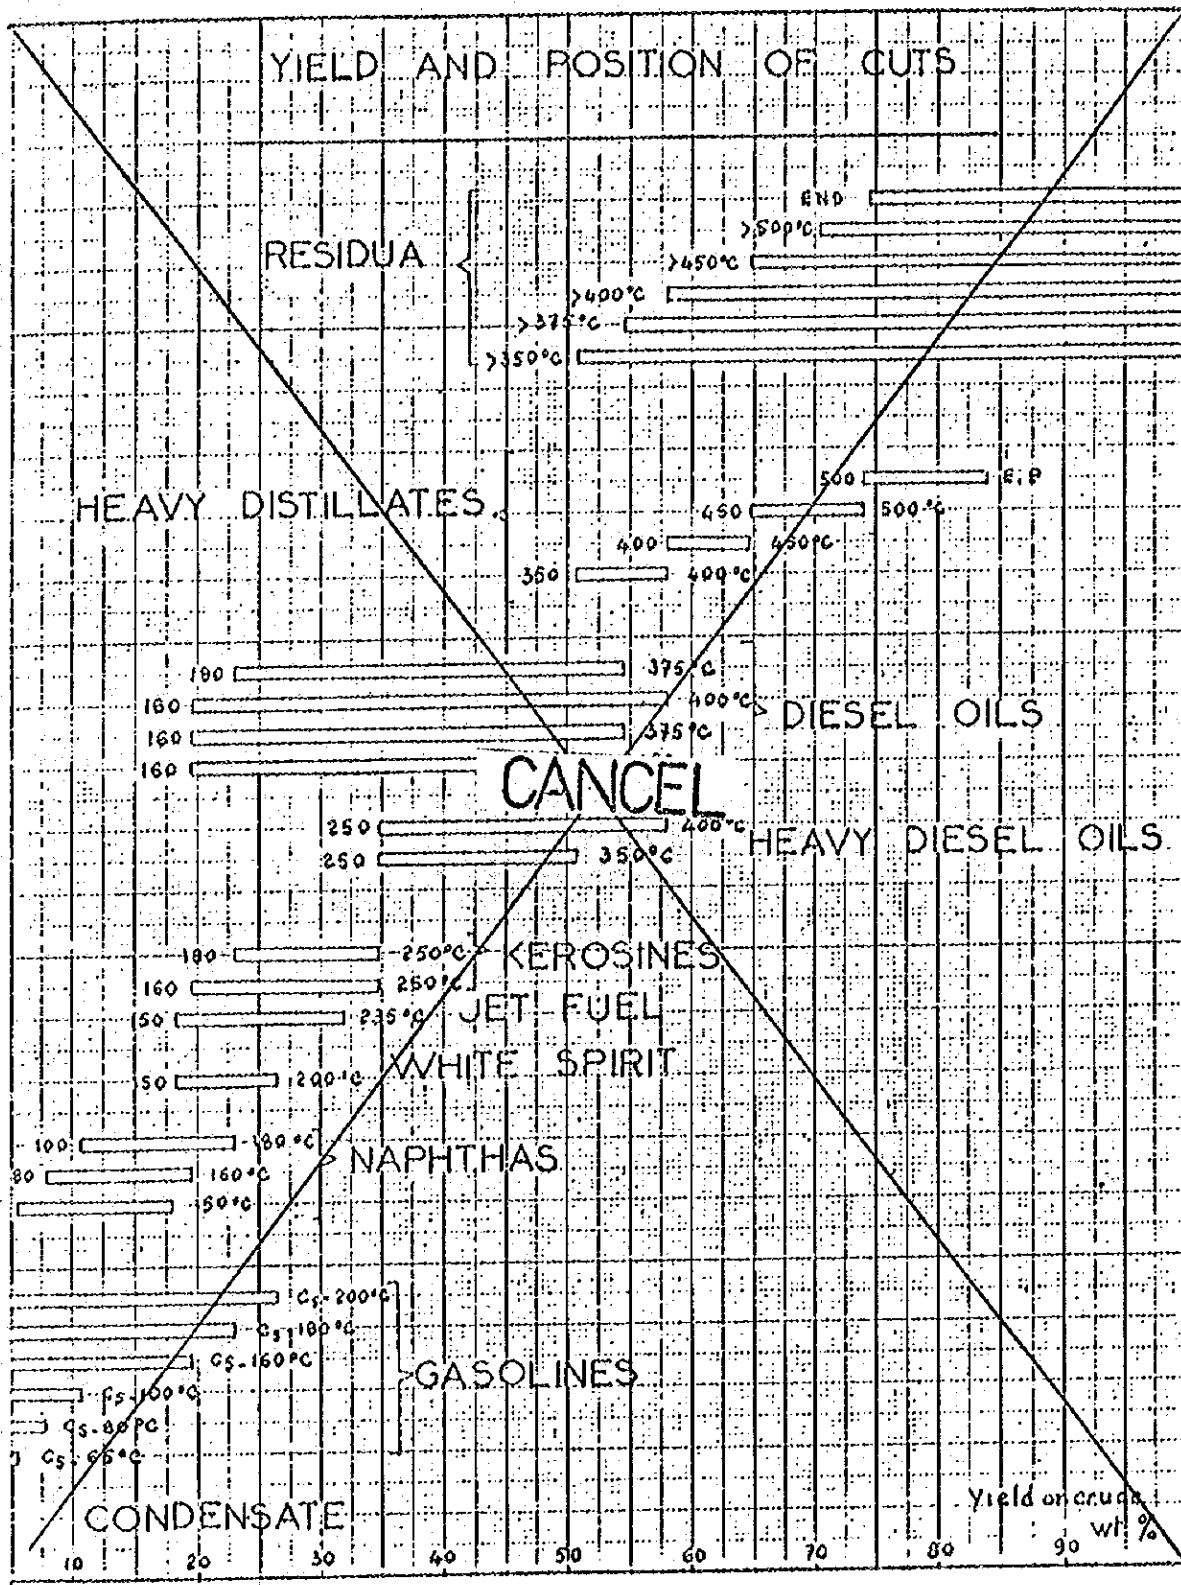 YIELD AND POSITION OF CUTS
END
>500°C
RESIDUA
>450°C
>400°C
>375°C
>350°C
500 E.P
HEAVY DISTILLATES
450 500°C
400 450°C
350 400°C
180 375°C
160 400°C
DIESEL OILS
160 375°C
160
CANCEL
250 400°C
HEAVY DIESEL OILS
250 350°C
180 250°C KEROSINES
160 250°C
150 235°C JET FUEL
150 200°C WHITE SPIRIT
100 180°C
NAPHTHAS
80 160°C
150°C
C5-200°C
C5-180°C
C5-160°C
GASOLINES
C5-100°C
C5-80°C
C5-65°C
CONDENSATE
Yield on crude
wt. %
10 20 30 40 50 60 70 80 90